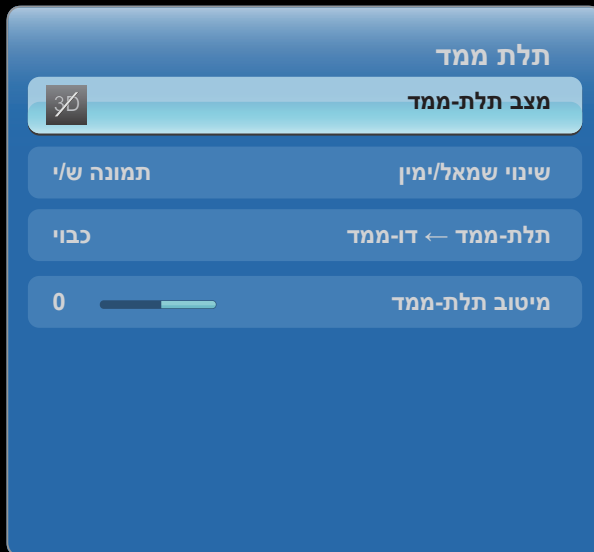 תלת ממד
מצב תלת-ממד 3D
שינוי שמאל/ימין תמונה ש/י
תלת-ממד ← דו-ממד כבוי
מיטוב תלת-ממד 0